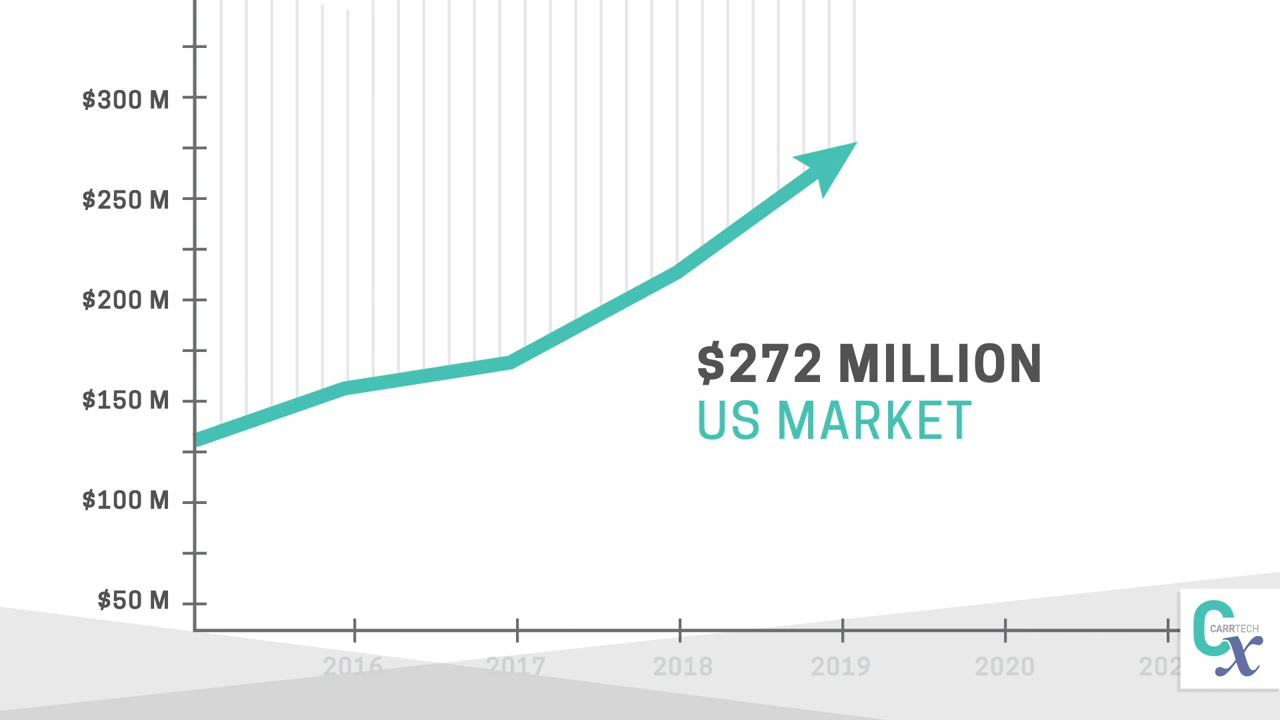 $300 M
$250 M
$200 M
$150 M
$100 M
$50 M
$272 MILLION
US MARKET
2016
2017
2018
2019
2020
Cx
CARRTECH